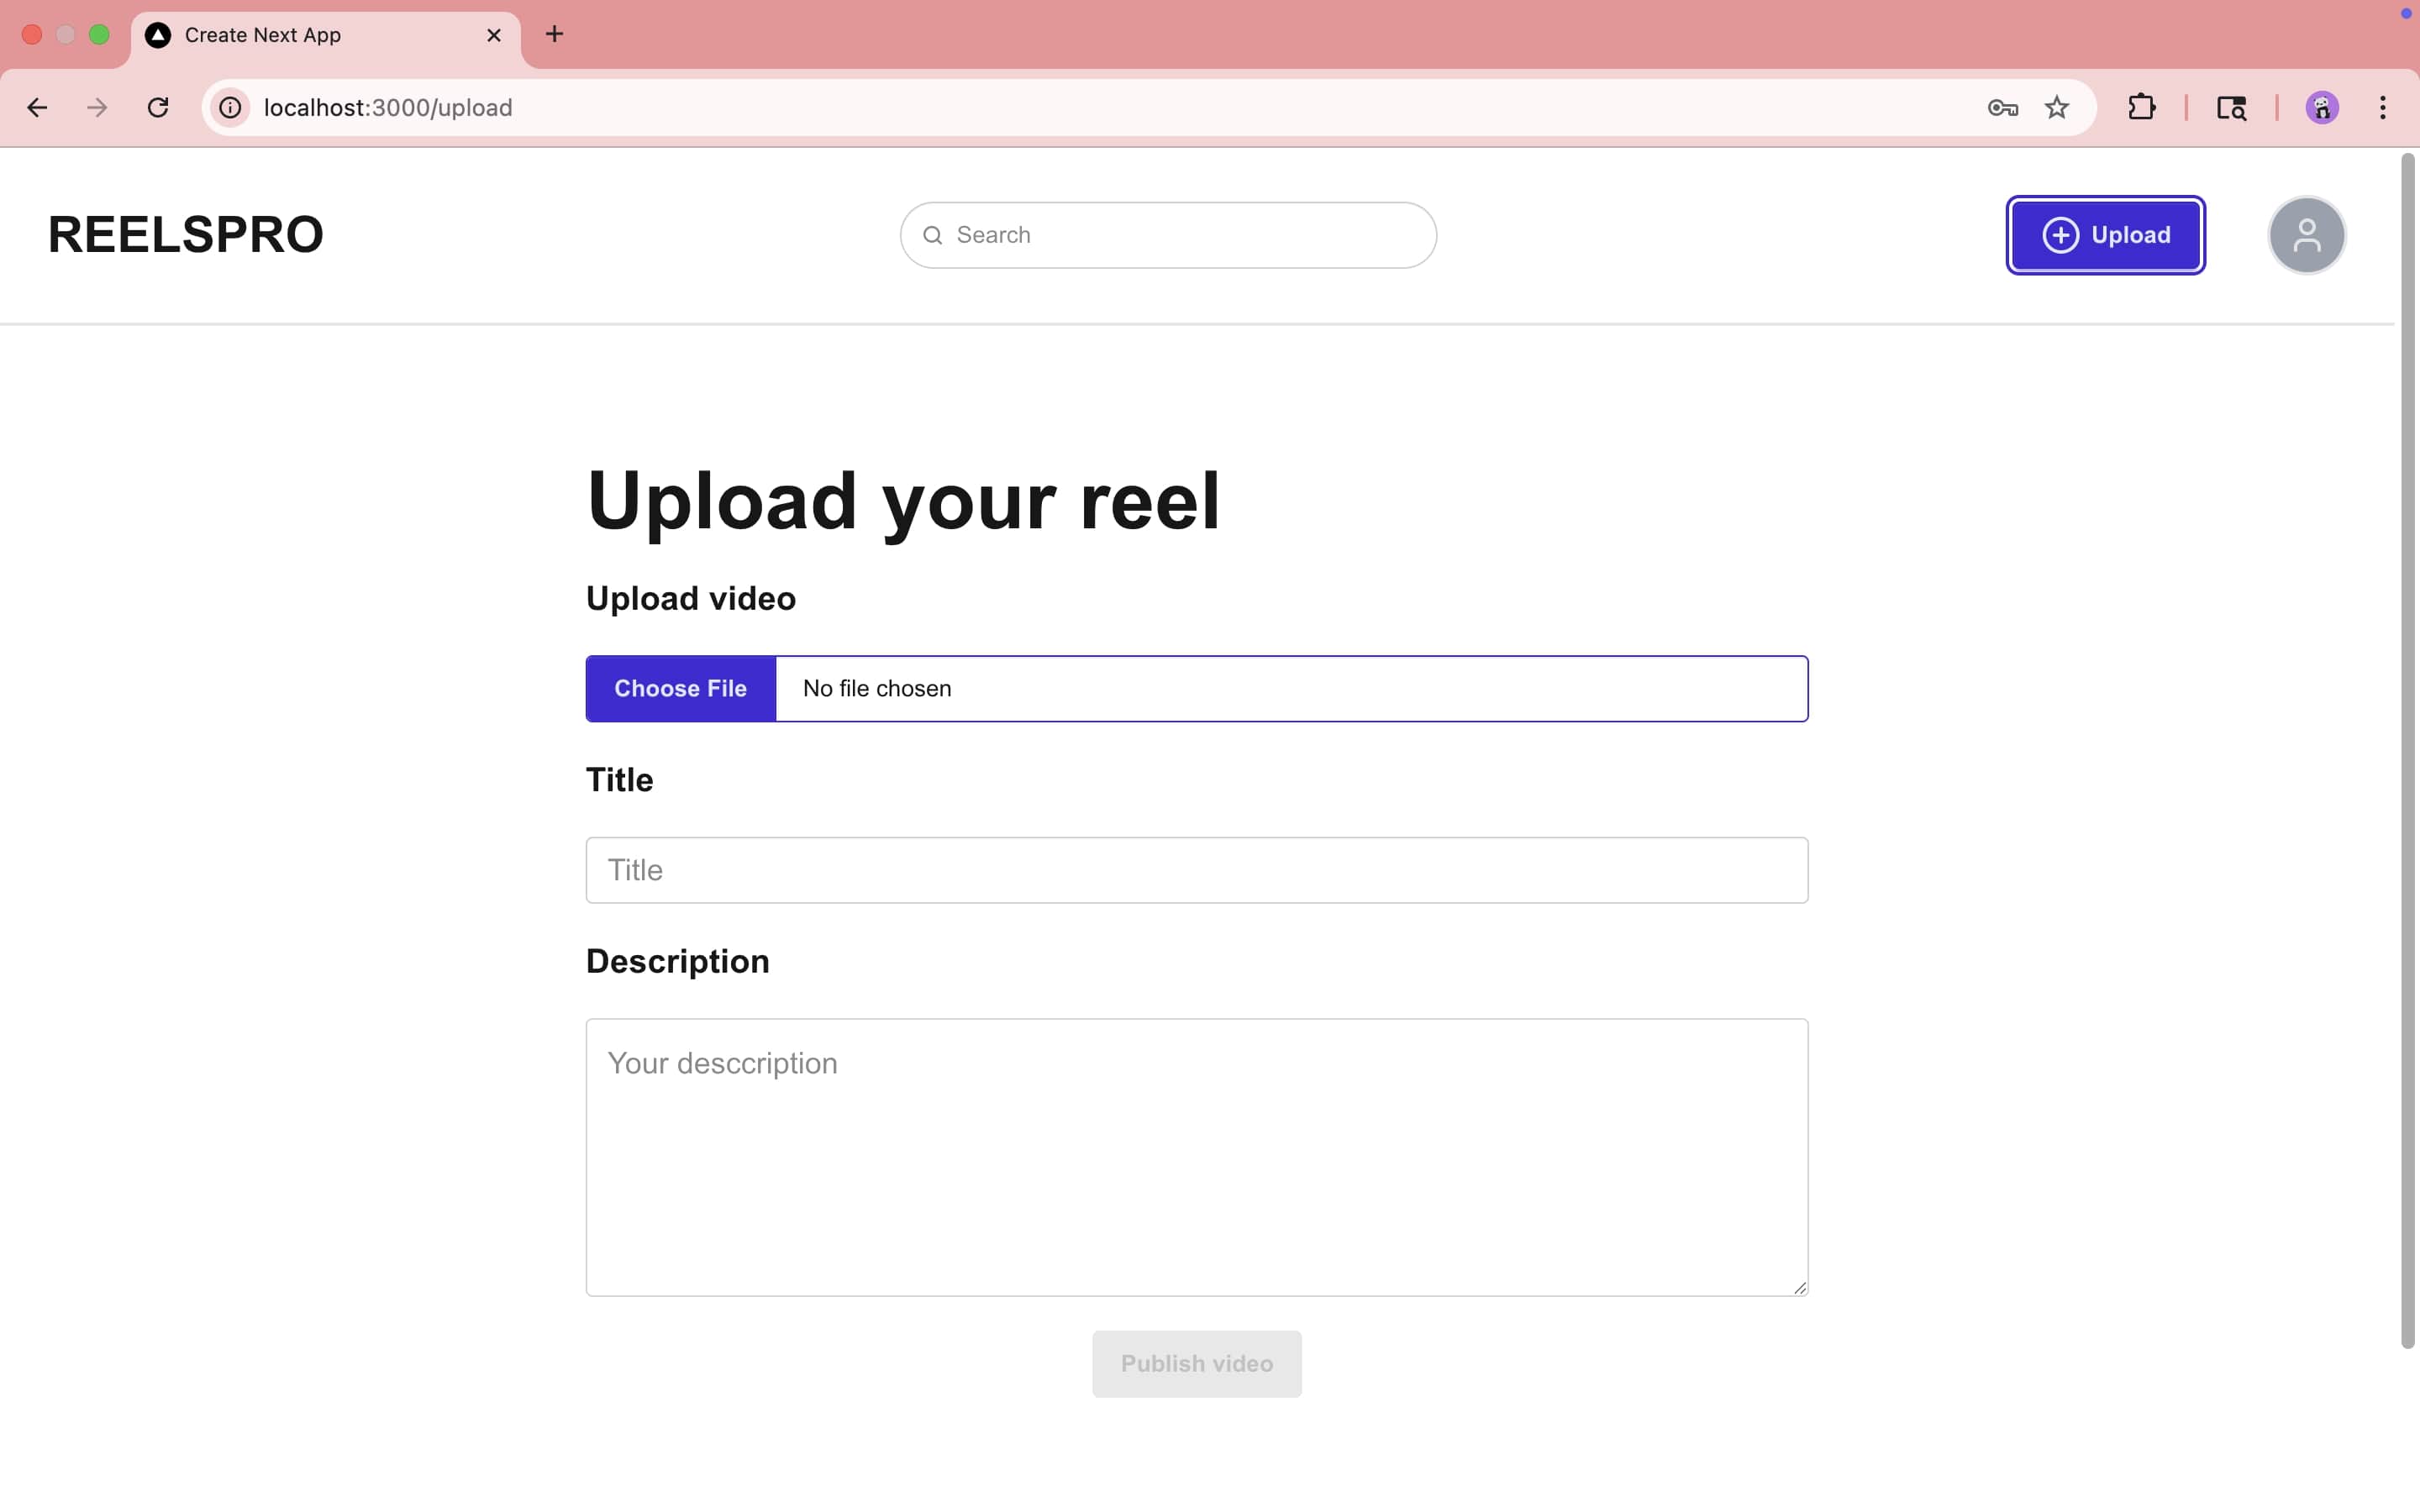 Create Next App
localhost:3000/upload
REELSPRO
Search
Upload
Upload your reel
Upload video
Choose File No file chosen
Title
Title
Description
Your desccription
Publish video